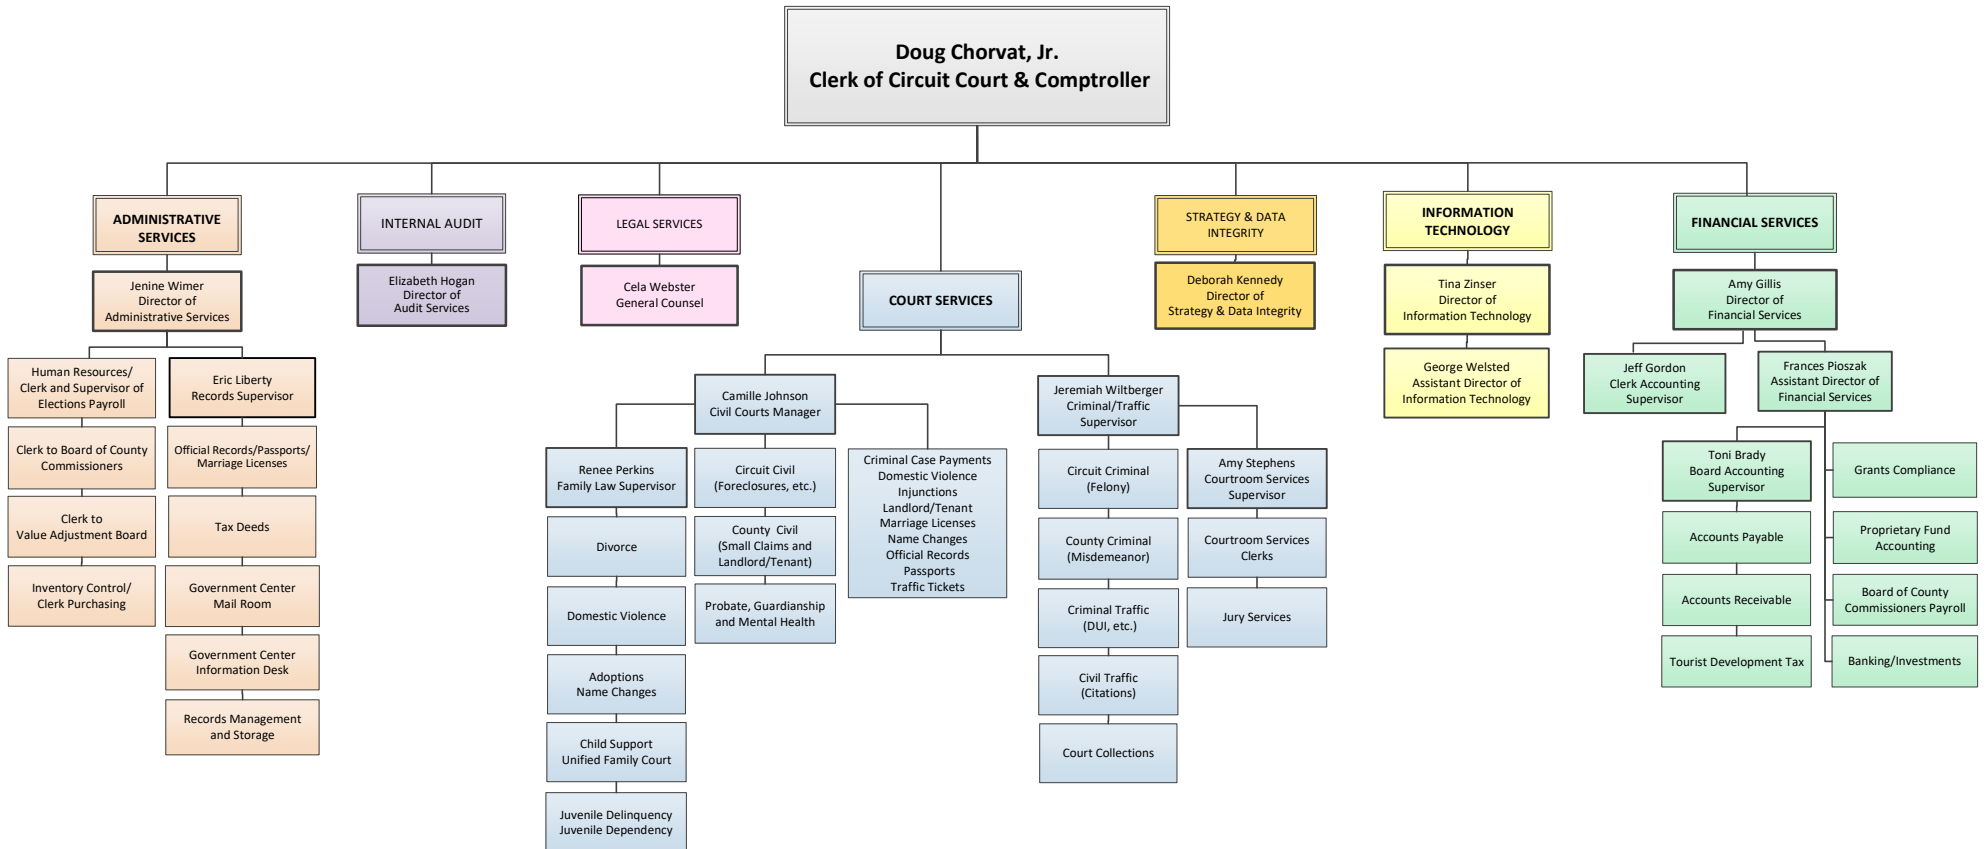 Doug Chorvat, Jr.
Clerk of Circuit Court & Comptroller
ADMINISTRATIVE
SERVICES
Jenine Wimer
Director of
Administrative Services
Human Resources/
Clerk and Supervisor of
Elections Payroll
Clerk to Board of County
Commissioners
Clerk to
Value Adjustment Board
Inventory Control/
Clerk Purchasing
Eric Liberty
Records Supervisor
Official Records/Passports/
Marriage Licenses
Tax Deeds
Government Center
Mail Room
Government Center
Information Desk
Records Management
and Storage
INTERNAL AUDIT
Elizabeth Hogan
Director of
Audit Services
LEGAL SERVICES
Cela Webster
General Counsel
COURT SERVICES
Camille Johnson
Civil Courts Manager
Renee Perkins
Family Law Supervisor
Divorce
Domestic Violence
Adoptions
Name Changes
Child Support
Unified Family Court
Juvenile Delinquency
Juvenile Dependency
Circuit Civil
(Foreclosures, etc.)
County Civil
(Small Claims and
Landlord/Tenant)
Probate, Guardianship
and Mental Health
Criminal Case Payments
Domestic Violence
Injunctions
Landlord/Tenant
Marriage Licenses
Name Changes
Official Records
Passports
Traffic Tickets
Jeremiah Wiltberger
Criminal/Traffic
Supervisor
Circuit Criminal
(Felony)
County Criminal
(Misdemeanor)
Criminal Traffic
(DUI, etc.)
Civil Traffic
(Citations)
Court Collections
Amy Stephens
Courtroom Services
Supervisor
Courtroom Services
Clerks
Jury Services
STRATEGY & DATA
INTEGRITY
Deborah Kennedy
Director of
Strategy & Data Integrity
INFORMATION
TECHNOLOGY
Tina Zinser
Director of
Information Technology
George Welsted
Assistant Director of
Information Technology
FINANCIAL SERVICES
Amy Gillis
Director of
Financial Services
Jeff Gordon
Clerk Accounting
Supervisor
Frances Pioszak
Assistant Director of
Financial Services
Toni Brady
Board Accounting
Supervisor
Accounts Payable
Accounts Receivable
Tourist Development Tax
Grants Compliance
Proprietary Fund
Accounting
Board of County
Commissioners Payroll
Banking/Investments